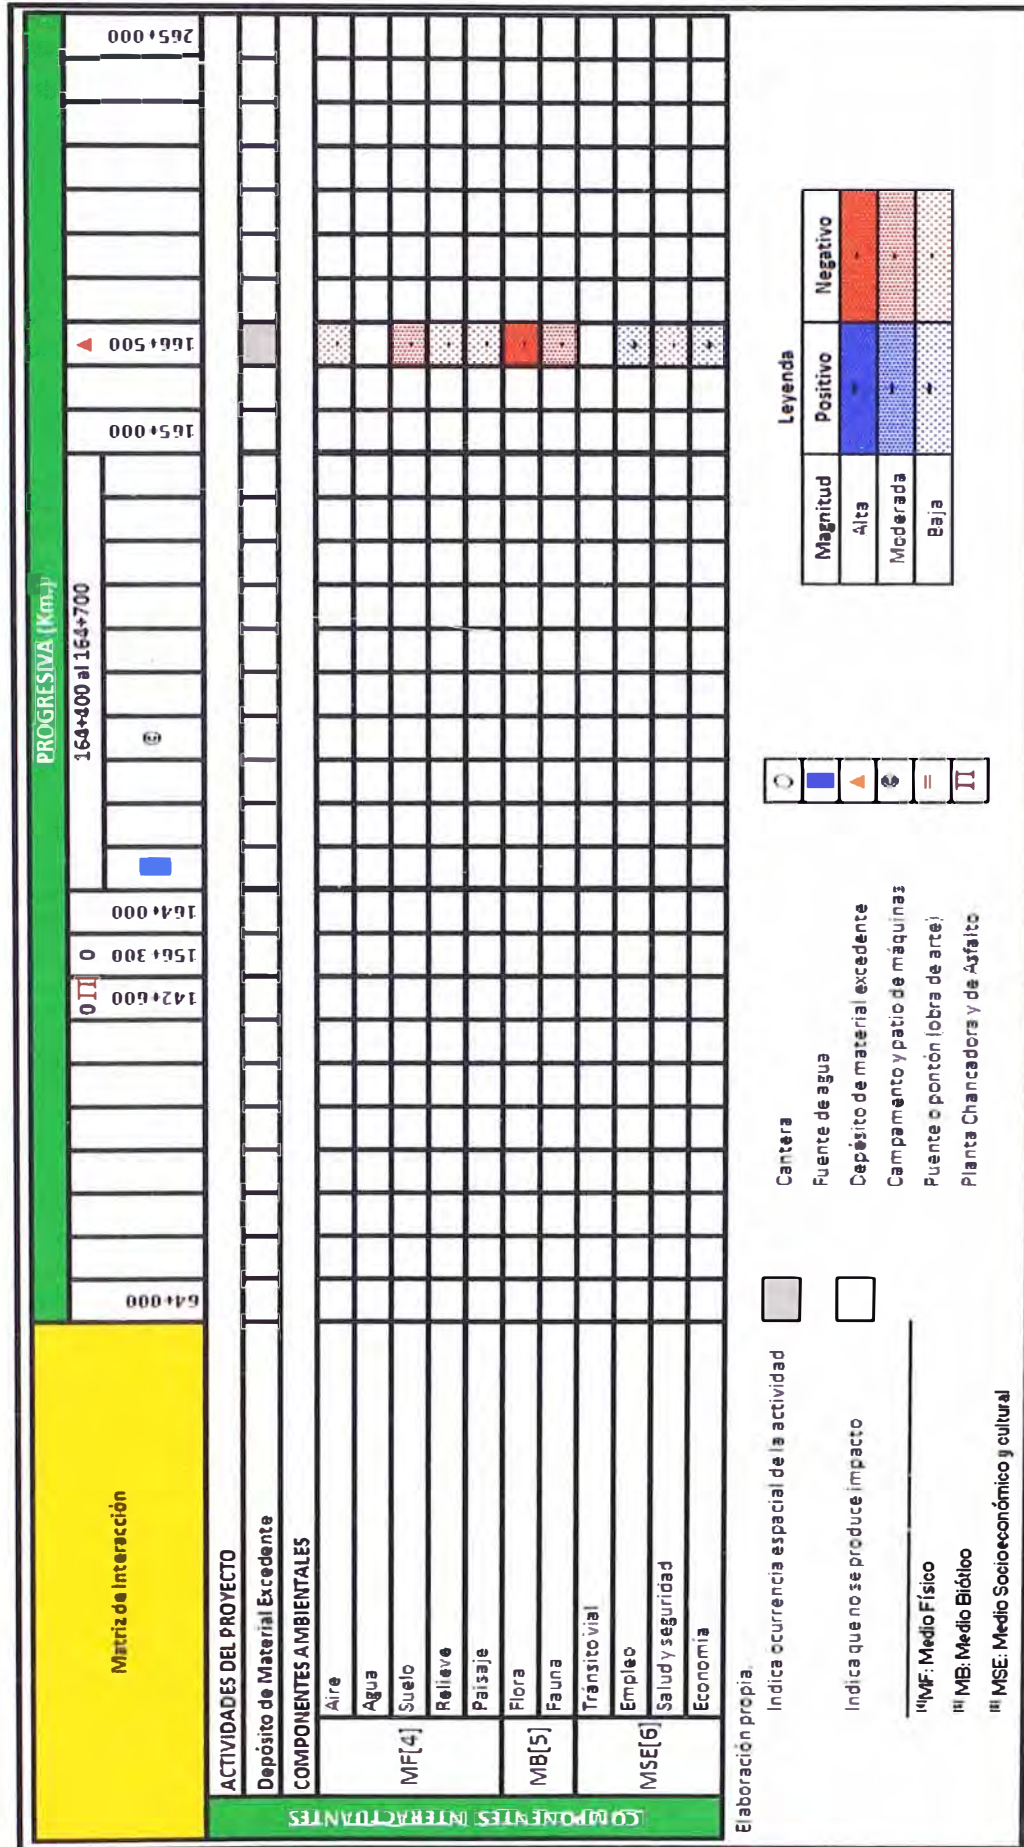 Matriz de Interacción
PROGRESIVA (Km.)
164+400 al 164+700
64+000
142+600
156+300
164+000
165+000
166+500
265+000
ACTIVIDADES DEL PROYECTO
Depósito de Material Excedente
COMPONENTES AMBIENTALES
COMPONENTES INTERACTUANTES
MF[4]
Aire
Agua
Suelo
Relieve
Paisaje
MB[5]
Flora
Fauna
MSE[6]
Tránsito vial
Empleo
Salud y seguridad
Economía
Elaboración propia.
Indica ocurrencia espacial de la actividad
Indica que no se produce impacto
Cantera
Fuente de agua
Depósito de material excedente
Campamento y patio de máquinas
Puente o pontón (obra de arte)
Planta Chancadora y de Asfalto
Leyenda
Magnitud Positivo Negativo
Alta
Moderada
Baja
[4]MF: Medio Físico
[5] MB: Medio Biótico
[6] MSE: Medio Socioeconómico y cultural